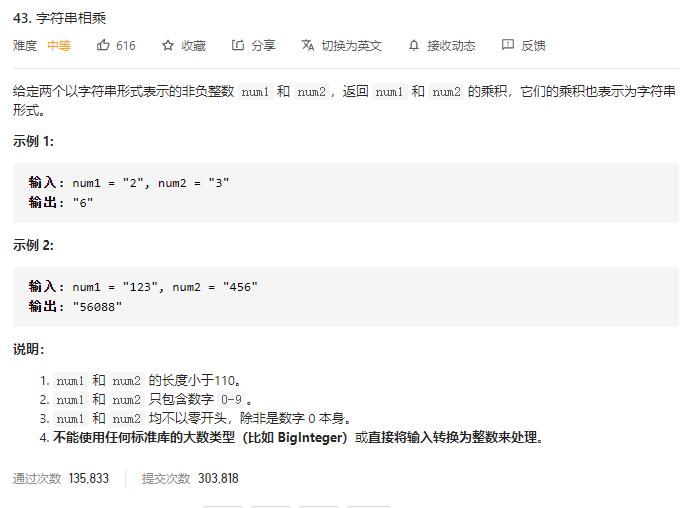 43. 字符串相乘
难度 中等 616 收藏 分享 切换为英文 接收动态 反馈
给定两个以字符串形式表示的非负整数 num1 和 num2，返回 num1 和 num2 的乘积，它们的乘积也表示为字符串
形式。
示例 1:
输入: num1 = "2", num2 = "3"
输出: "6"
示例 2:
输入: num1 = "123", num2 = "456"
输出: "56088"
说明：
1. num1 和 num2 的长度小于110。
2. num1 和 num2 只包含数字 0-9。
3. num1 和 num2 均不以零开头，除非是数字 0 本身。
4. 不能使用任何标准库的大数类型（比如 BigInteger）或直接将输入转换为整数来处理。
通过次数 135,833 提交次数 303,818